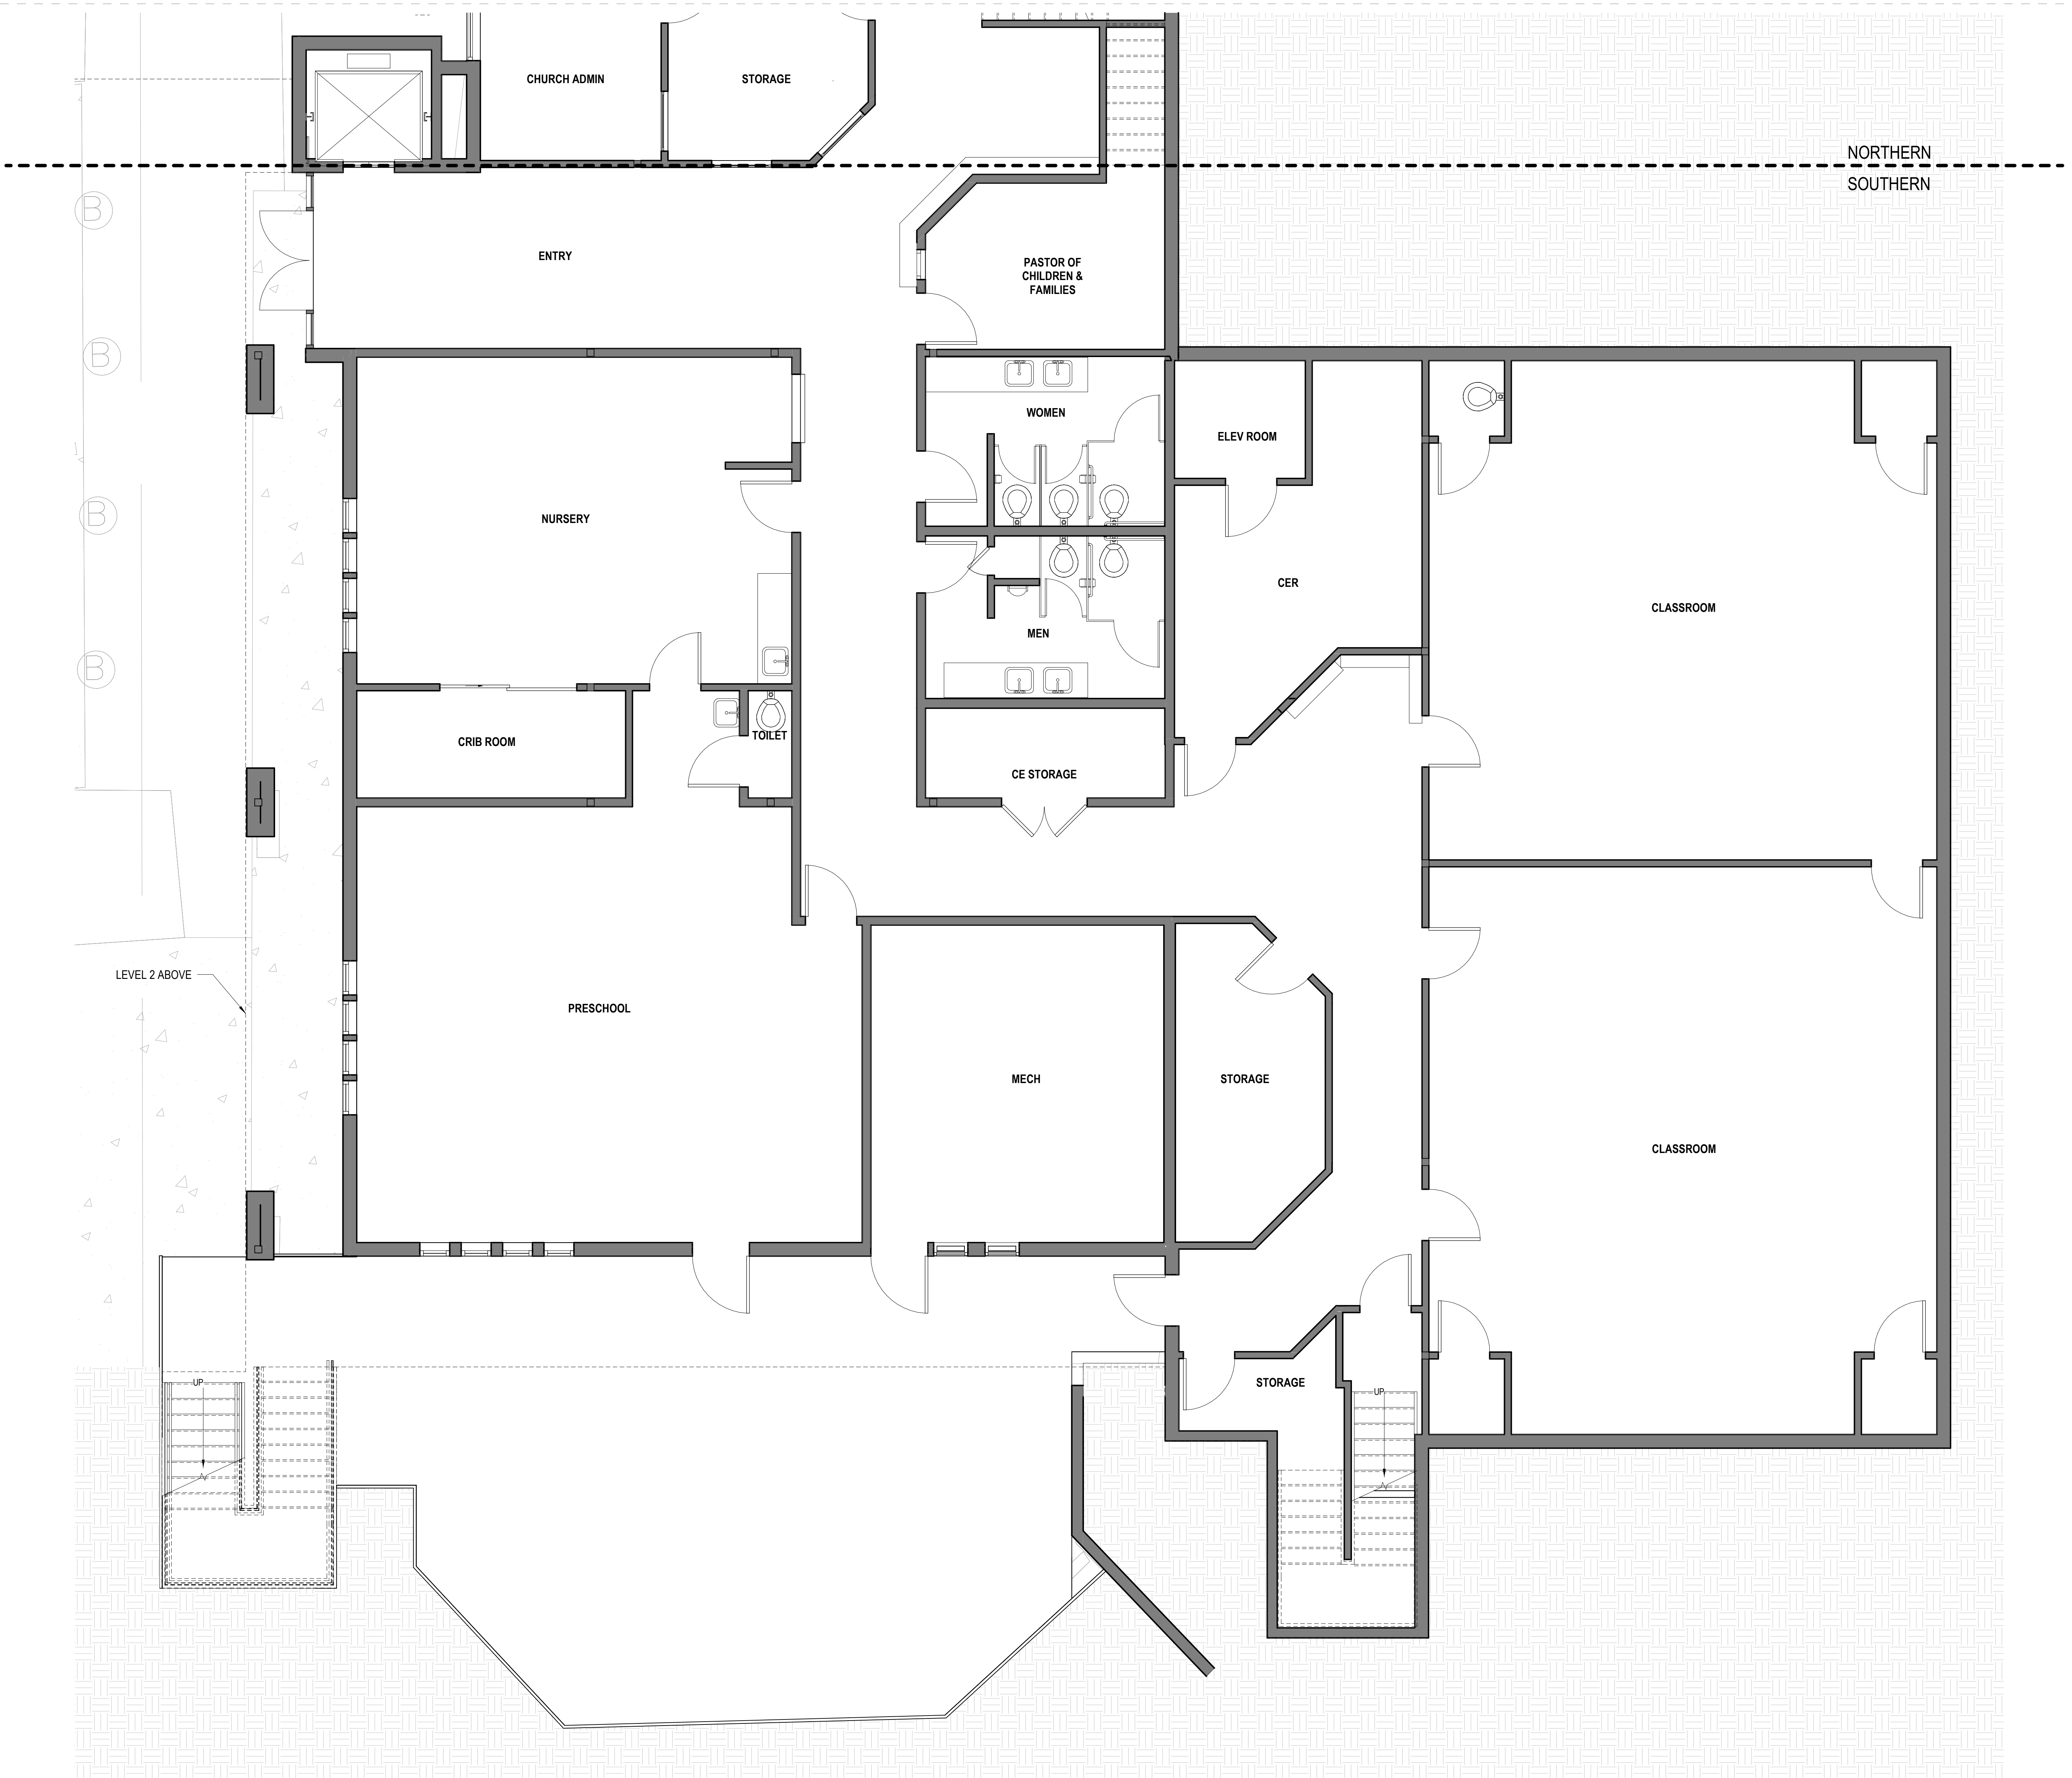 CHURCH ADMIN
STORAGE
NORTHERN
SOUTHERN
B
ENTRY
PASTOR OF
CHILDREN &
FAMILIES
B
WOMEN
ELEV ROOM
B
NURSERY
CER
CLASSROOM
MEN
B
TOILET
CRIB ROOM
CE STORAGE
LEVEL 2 ABOVE
PRESCHOOL
MECH
STORAGE
CLASSROOM
UP
STORAGE
UP